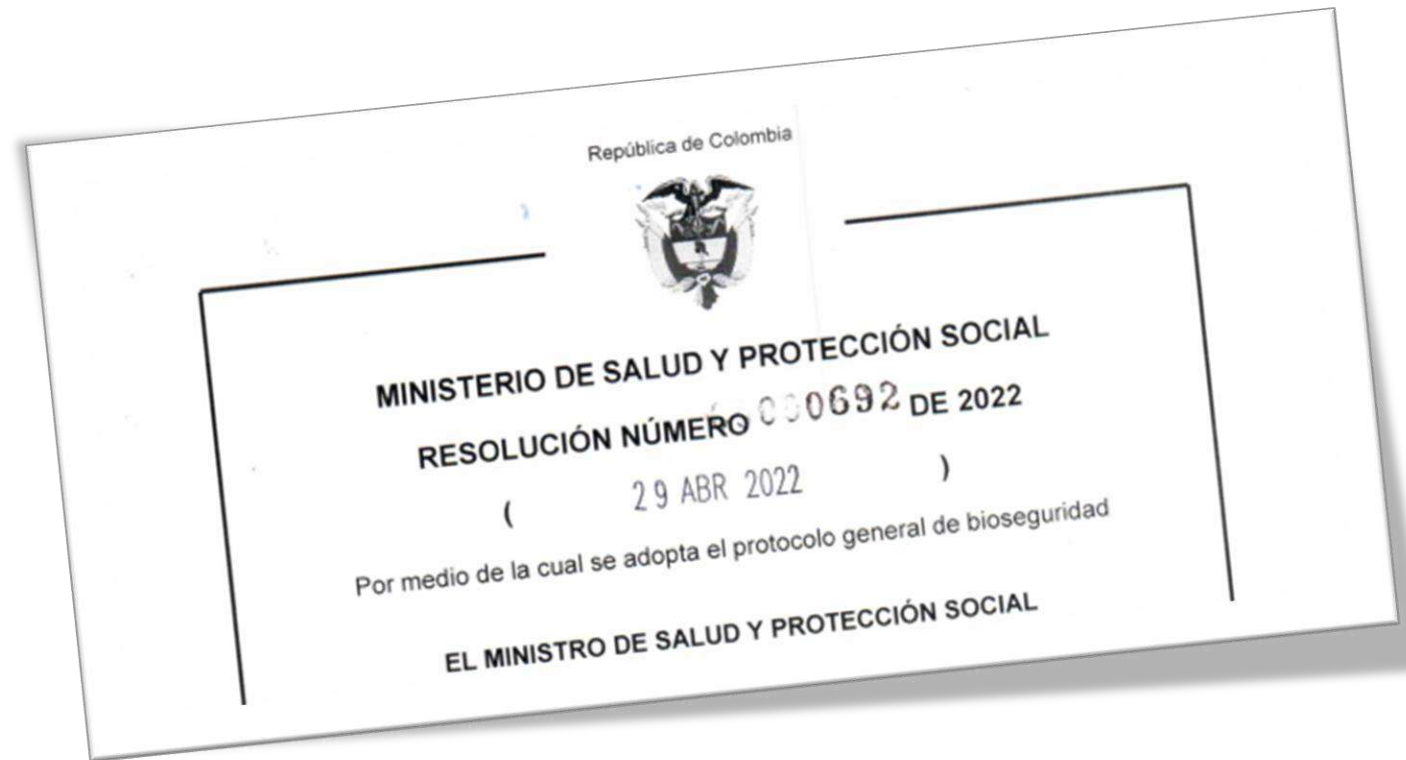 República de Colombia
MINISTERIO DE SALUD Y PROTECCIÓN SOCIAL
RESOLUCIÓN NÚMERO 000692 DE 2022
( 29 ABR 2022 )
Por medio de la cual se adopta el protocolo general de bioseguridad
EL MINISTRO DE SALUD Y PROTECCIÓN SOCIAL